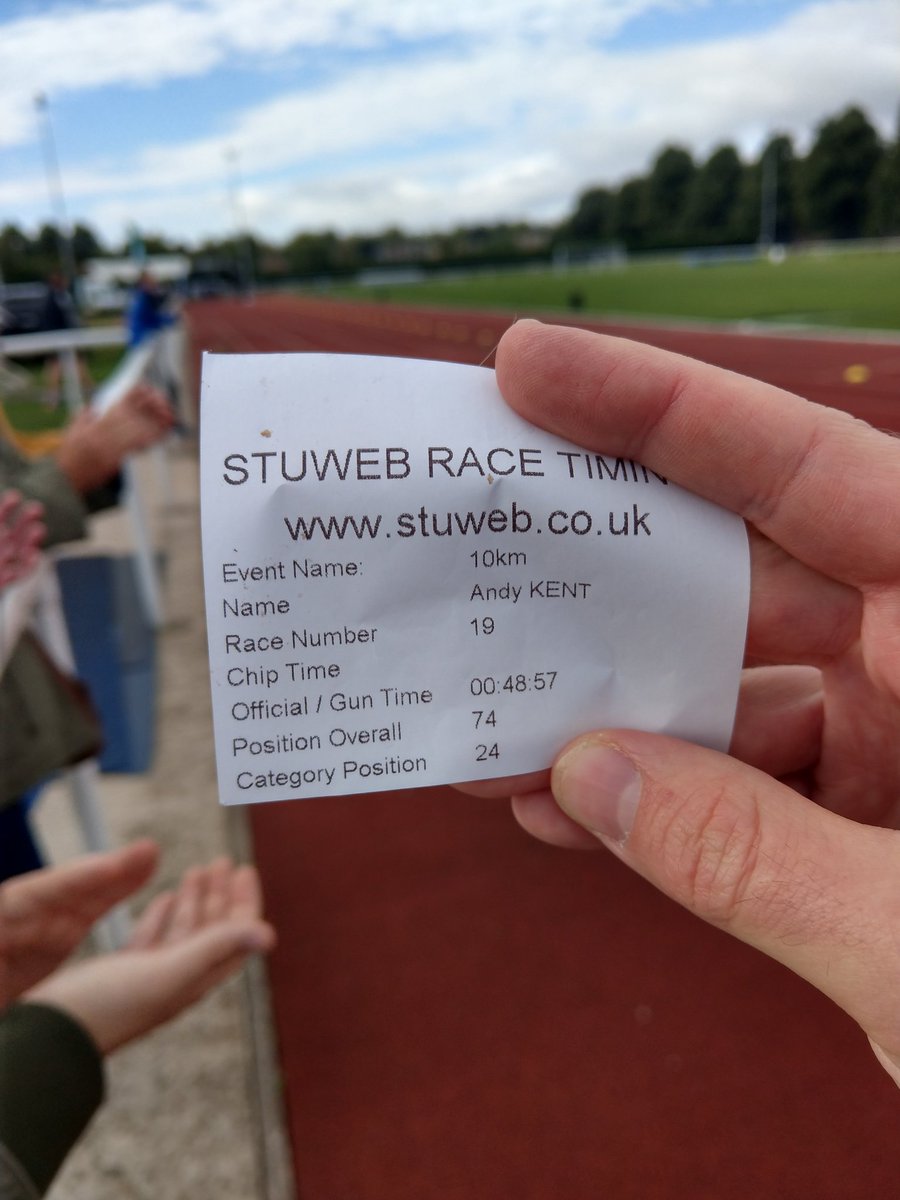 STUWEB RACE TIMIN
www.stuweb.co.uk
Event Name: 10km
Name Andy KENT
Race Number 19
Chip Time
Official / Gun Time 00:48:57
Position Overall 74
Category Position 24